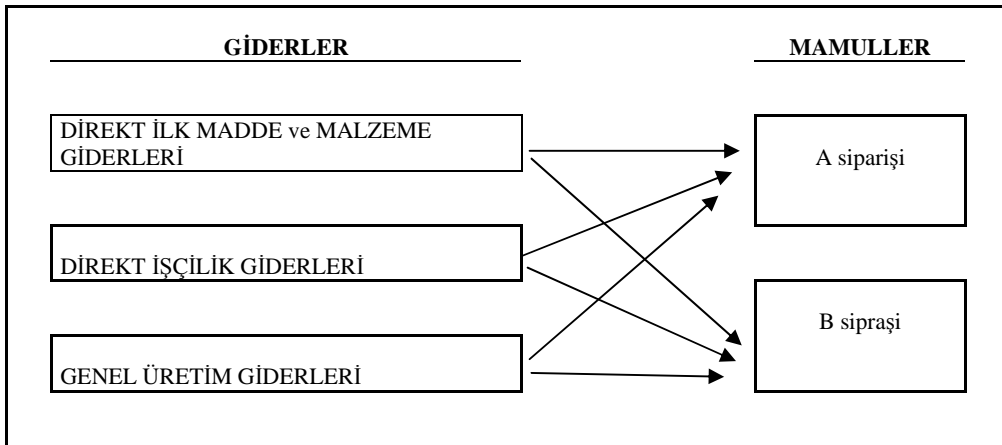 GİDERLER
MAMULLER
DİREKT İLK MADDE ve MALZEME
GİDERLERİ
A siparişi
DİREKT İŞÇİLİK GİDERLERİ
B sipraşi
GENEL ÜRETİM GİDERLERİ